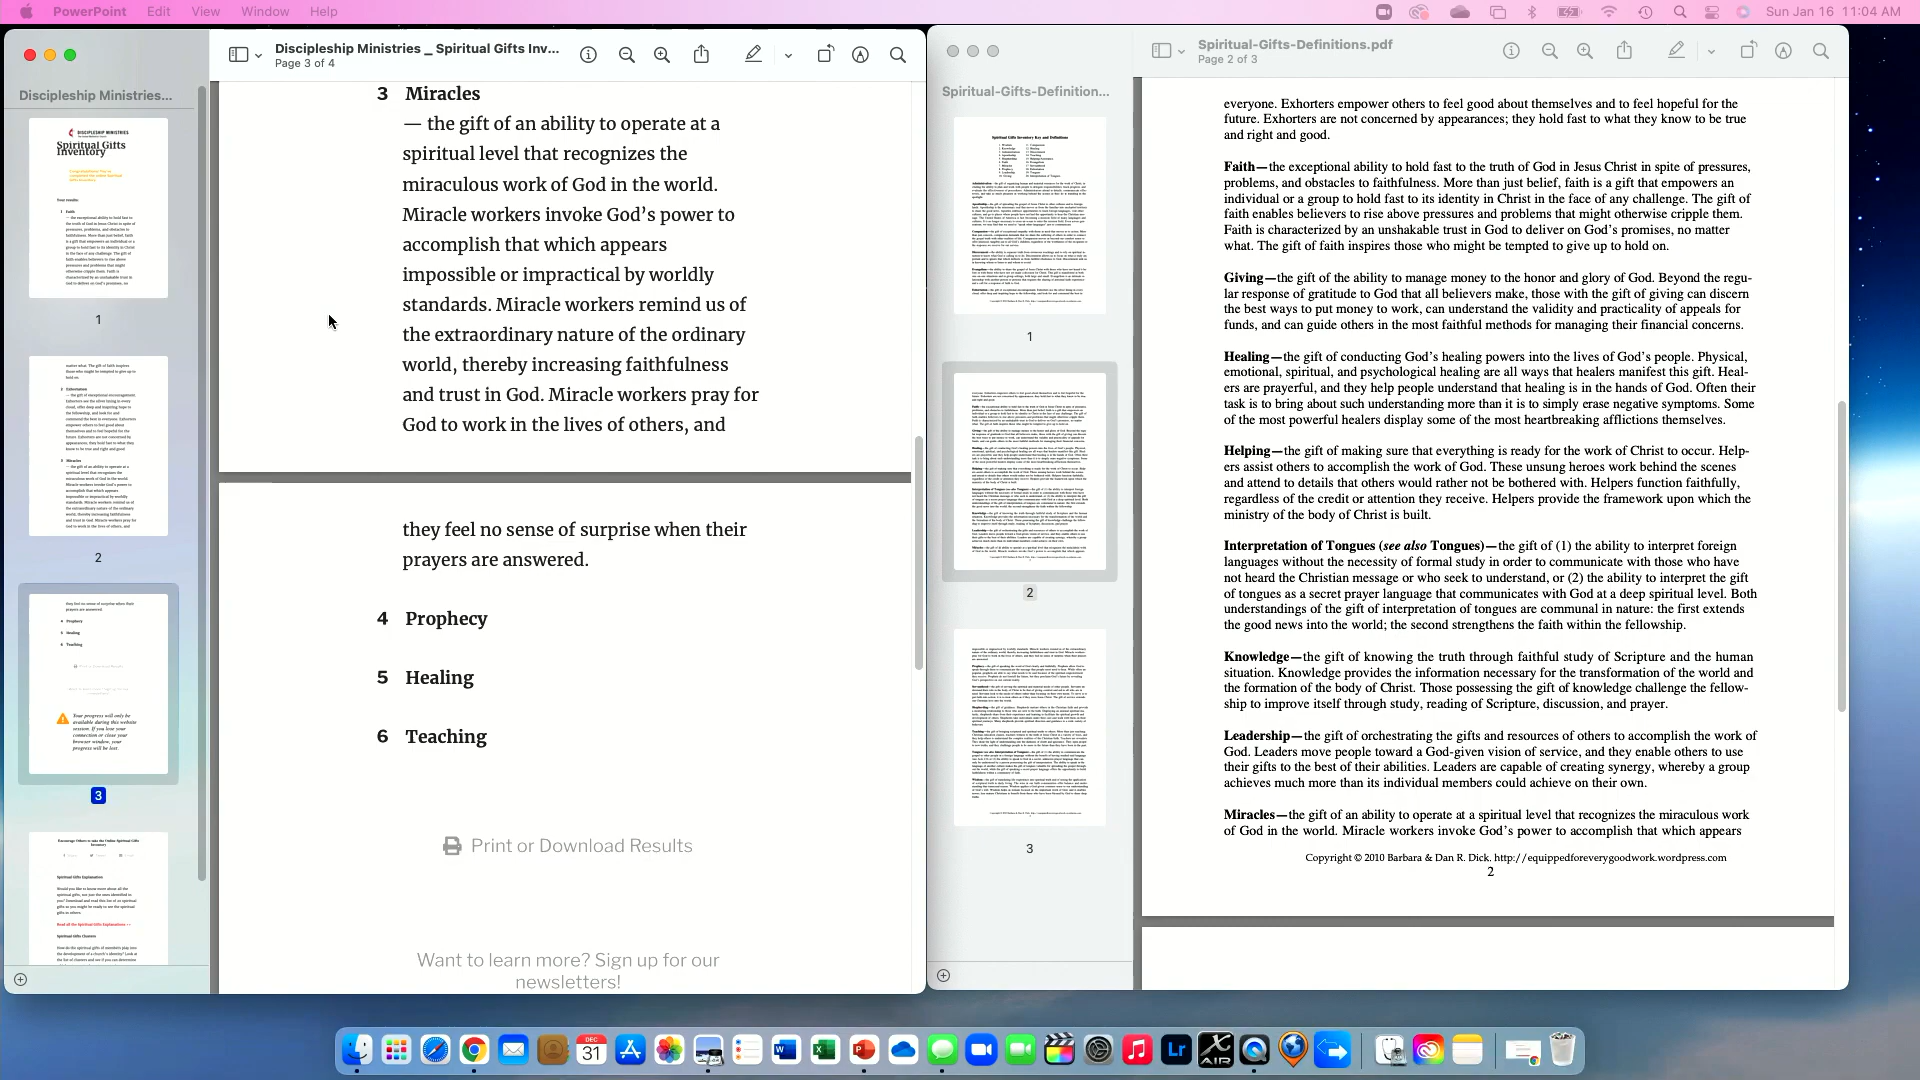 PowerPoint Edit View Window Help
Sun Jan 16 11:04 AM
Discipleship Ministries _ Spiritual Gifts Inv...
Page 3 of 4
Discipleship Ministries...
DISCIPLESHIP MINISTRIES
Spiritual Gifts
Inventory
1
2
3
3 Miracles
— the gift of an ability to operate at a
spiritual level that recognizes the
miraculous work of God in the world.
Miracle workers invoke God’s power to
accomplish that which appears
impossible or impractical by worldly
standards. Miracle workers remind us of
the extraordinary nature of the ordinary
world, thereby increasing faithfulness
and trust in God. Miracle workers pray for
God to work in the lives of others, and
they feel no sense of surprise when their
prayers are answered.
4 Prophecy
5 Healing
6 Teaching
Print or Download Results
Want to learn more? Sign up for our
newsletters!
Spiritual-Gifts-Definitions.pdf
Page 2 of 3
Spiritual-Gifts-Definition...
1
2
3
everyone. Exhorters empower others to feel good about themselves and to feel hopeful for the
future. Exhorters are not concerned by appearances; they hold fast to what they know to be true
and right and good.
Faith—the exceptional ability to hold fast to the truth of God in Jesus Christ in spite of pressures,
problems, and obstacles to faithfulness. More than just belief, faith is a gift that empowers an
individual or a group to hold fast to its identity in Christ in the face of any challenge. The gift of
faith enables believers to rise above pressures and problems that might otherwise cripple them.
Faith is characterized by an unshakable trust in God to deliver on God’s promises, no matter
what. The gift of faith inspires those who might be tempted to give up to hold on.
Giving—the gift of the ability to manage money to the honor and glory of God. Beyond the regu-
lar response of gratitude to God that all believers make, those with the gift of giving can discern
the best ways to put money to work, can understand the validity and practicality of appeals for
funds, and can guide others in the most faithful methods for managing their financial concerns.
Healing—the gift of conducting God’s healing powers into the lives of God’s people. Physical,
emotional, spiritual, and psychological healing are all ways that healers manifest this gift. Heal-
ers are prayerful, and they help people understand that healing is in the hands of God. Often their
task is to bring about such understanding more than it is to simply erase negative symptoms. Some
of the most powerful healers display some of the most heartbreaking afflictions themselves.
Helping—the gift of making sure that everything is ready for the work of Christ to occur. Help-
ers assist others to accomplish the work of God. These unsung heroes work behind the scenes
and attend to details that others would rather not be bothered with. Helpers function faithfully,
regardless of the credit or attention they receive. Helpers provide the framework upon which the
ministry of the body of Christ is built.
Interpretation of Tongues (see also Tongues)—the gift of (1) the ability to interpret foreign
languages without the necessity of formal study in order to communicate with those who have
not heard the Christian message or who seek to understand, or (2) the ability to interpret the gift
of tongues as a secret prayer language that communicates with God at a deep spiritual level. Both
understandings of the gift of interpretation of tongues are communal in nature: the first extends
the good news into the world; the second strengthens the faith within the fellowship.
Knowledge—the gift of knowing the truth through faithful study of Scripture and the human
situation. Knowledge provides the information necessary for the transformation of the world and
the formation of the body of Christ. Those possessing the gift of knowledge challenge the fellow-
ship to improve itself through study, reading of Scripture, discussion, and prayer.
Leadership—the gift of orchestrating the gifts and resources of others to accomplish the work of
God. Leaders move people toward a God-given vision of service, and they enable others to use
their gifts to the best of their abilities. Leaders are capable of creating synergy, whereby a group
achieves much more than its individual members could achieve on their own.
Miracles—the gift of an ability to operate at a spiritual level that recognizes the miraculous work
of God in the world. Miracle workers invoke God’s power to accomplish that which appears
Copyright © 2010 Barbara & Dan R. Dick. http://equippedforeverygoodwork.wordpress.com
2
DEC
31
Lr
X AIR